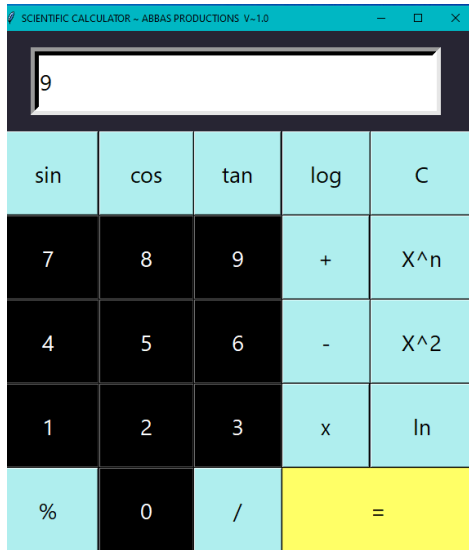 SCIENTIFIC CALCULATOR ~ ABBAS PRODUCTIONS V~1.0
9
sin cos tan log C
7 8 9 + X^n
4 5 6 - X^2
1 2 3 x ln
% 0 / =